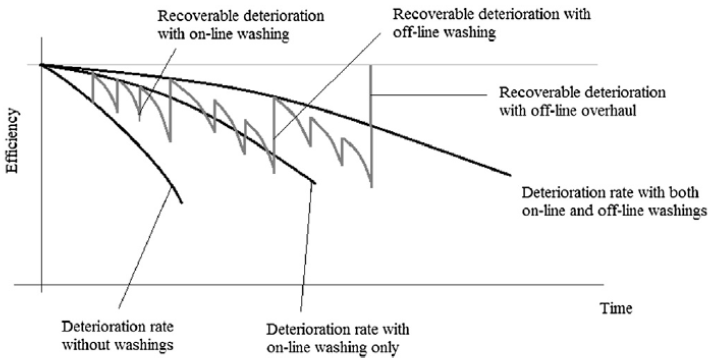 Recoverable deterioration
with on-line washing
Recoverable deterioration with
off-line washing
Recoverable deterioration
with off-line overhaul
Efficiency
Deterioration rate with both
on-line and off-line washings
Time
Deterioration rate
without washings
Deterioration rate with
on-line washing only